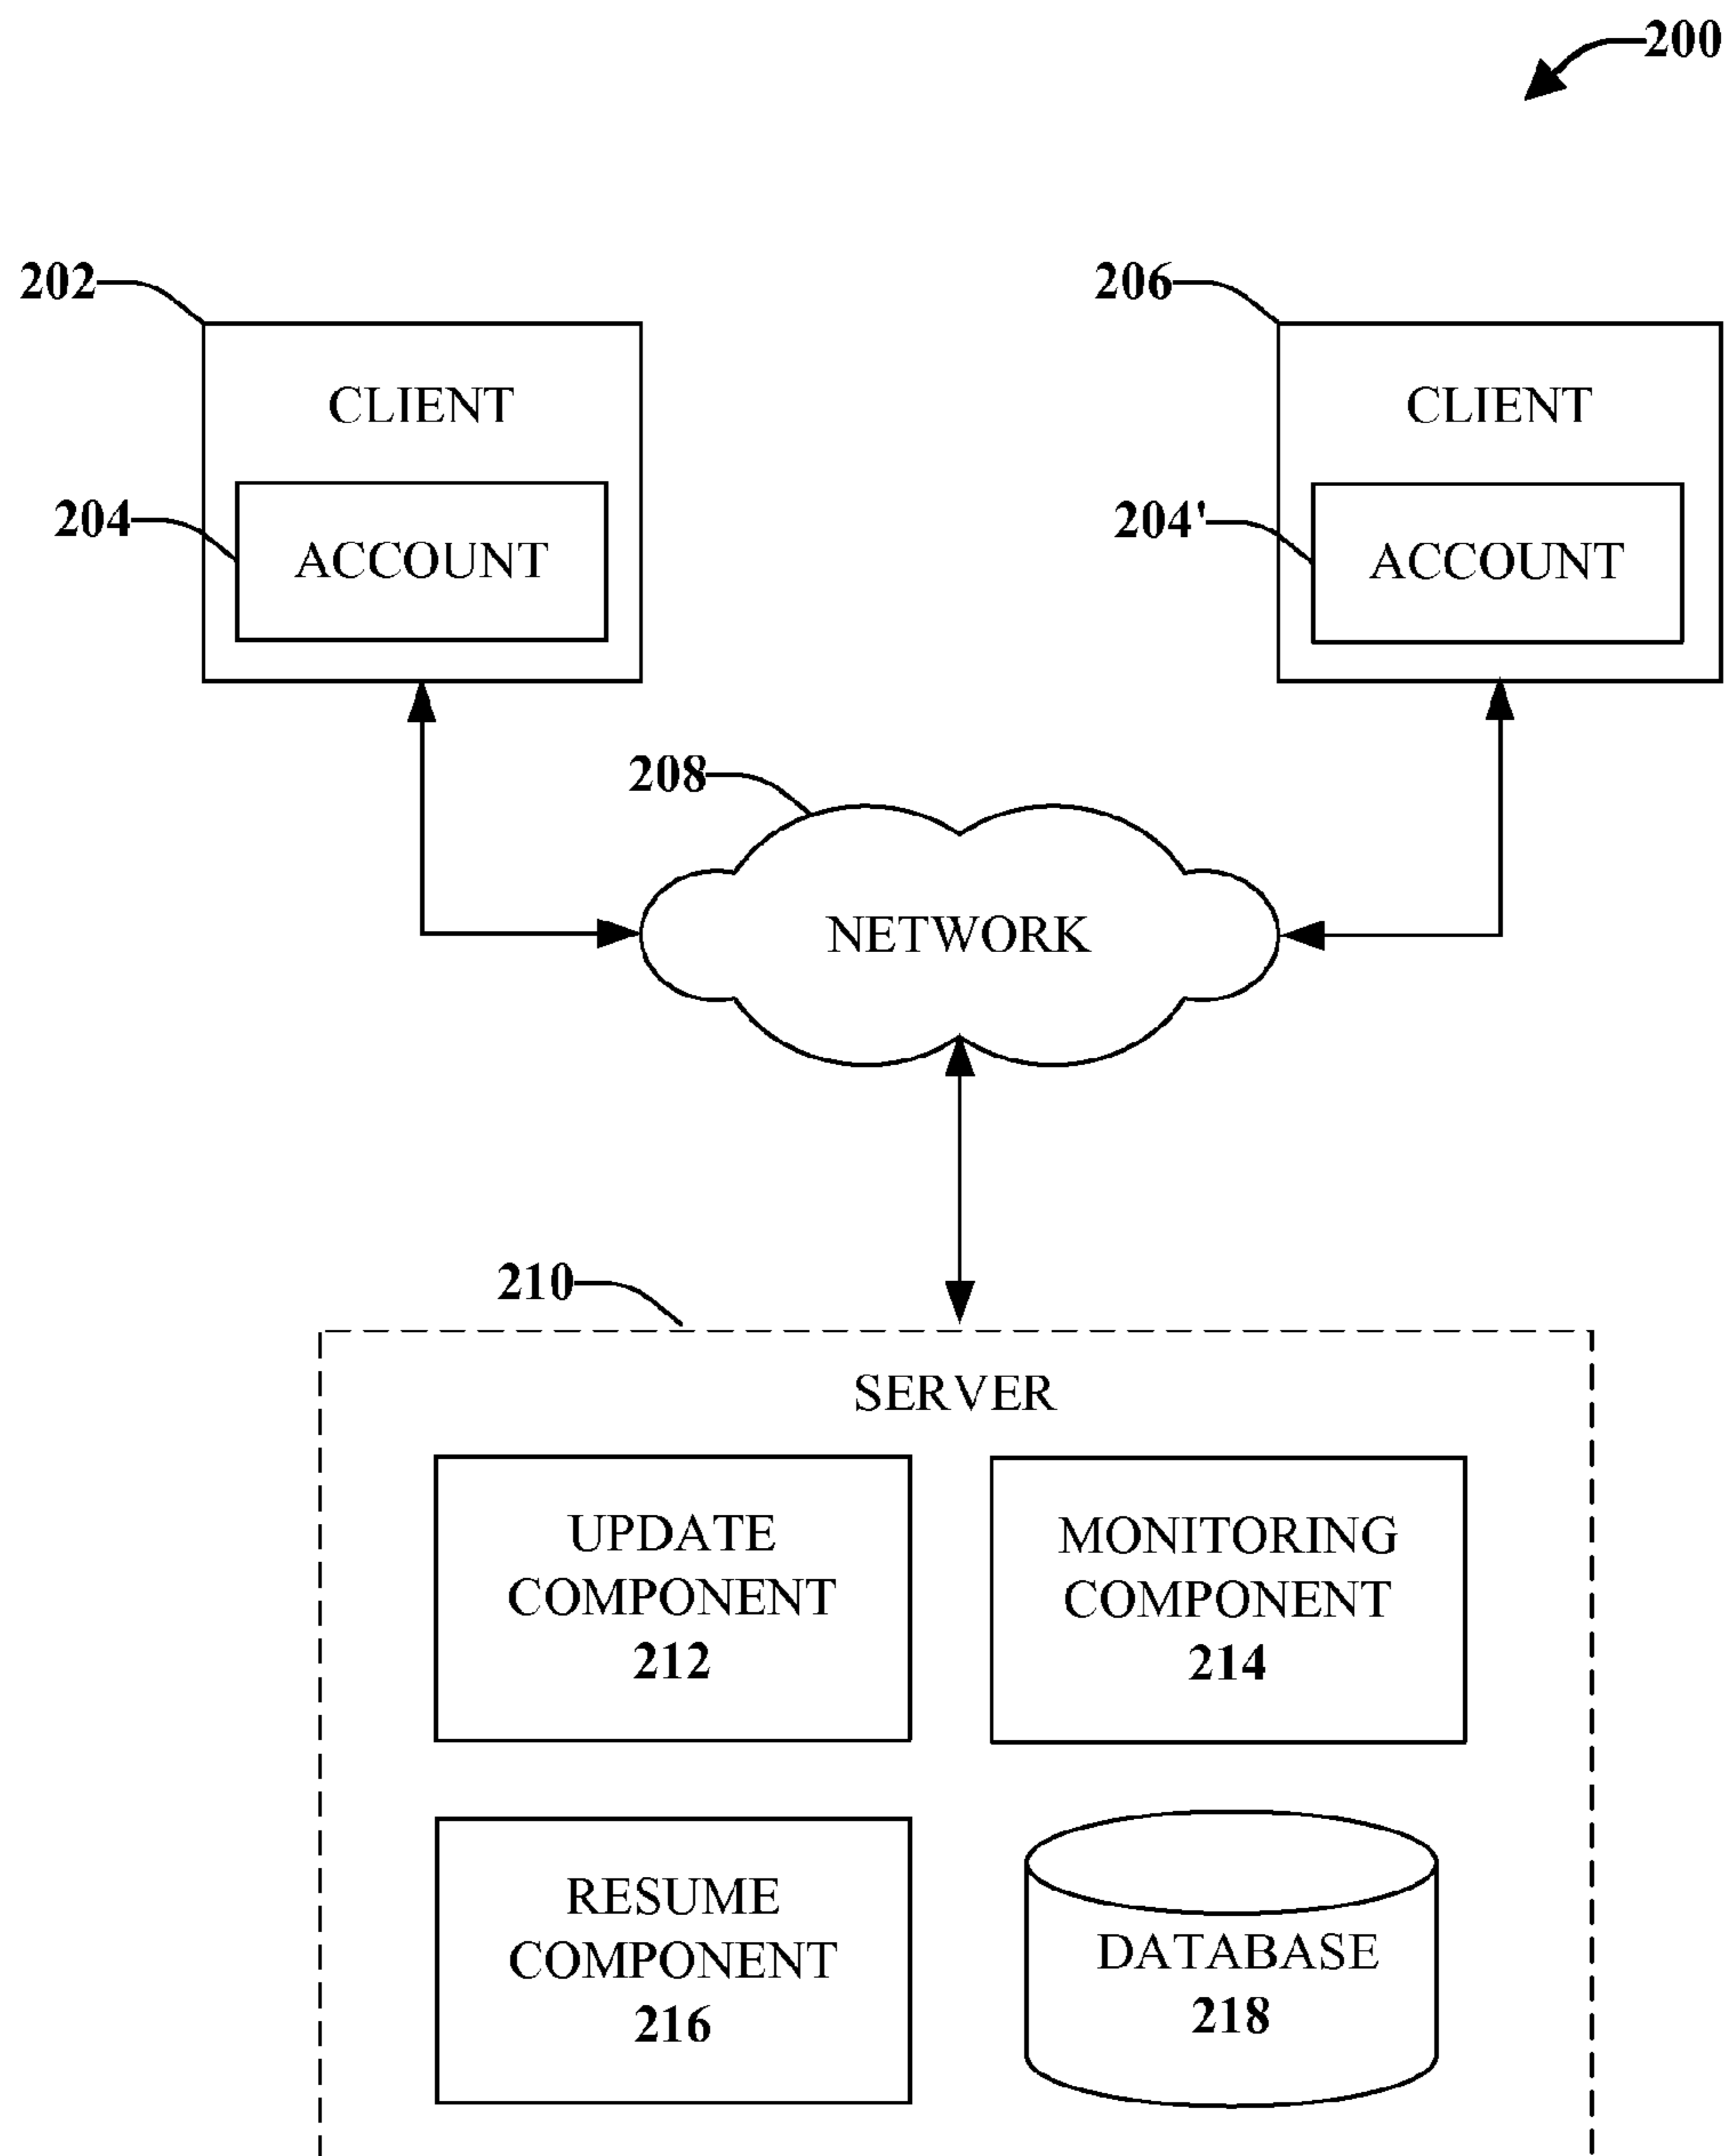 200
202
206
CLIENT
CLIENT
204
ACCOUNT
204'
ACCOUNT
208
NETWORK
210
SERVER
UPDATE
COMPONENT
212
MONITORING
COMPONENT
214
RESUME
COMPONENT
216
DATABASE
218